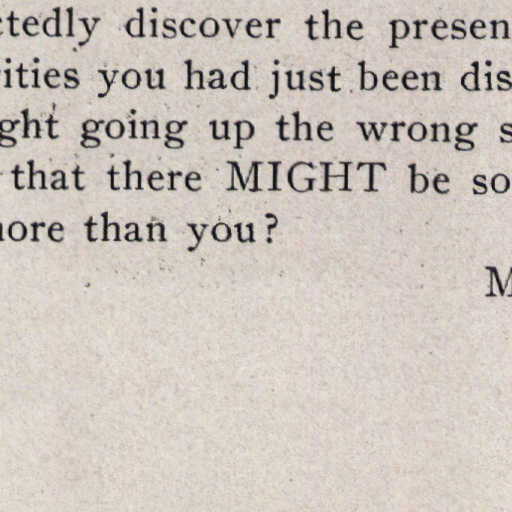 ctedly discover the presen
ities you had just been dis
ght going up the wrong s
that there MIGHT be so
ore than you?
M